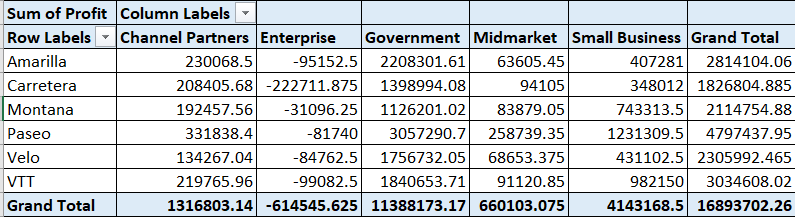 Sum of Profit Column Labels
Row Labels Channel Partners Enterprise Government Midmarket Small Business Grand Total
Amarilla 230068.5 -95152.5 2208301.61 63605.45 407281 2814104.06
Carretera 208405.68 -222711.875 1398994.08 94105 348012 1826804.885
Montana 192457.56 -31096.25 1126201.02 83879.05 743313.5 2114754.88
Paseo 331838.4 -81740 3057290.7 258739.35 1231309.5 4797437.95
Velo 134267.04 -84762.5 1756732.05 68653.375 431102.5 2305992.465
VTT 219765.96 -99082.5 1840653.71 91120.85 982150 3034608.02
Grand Total 1316803.14 -614545.625 11388173.17 660103.075 4143168.5 16893702.26